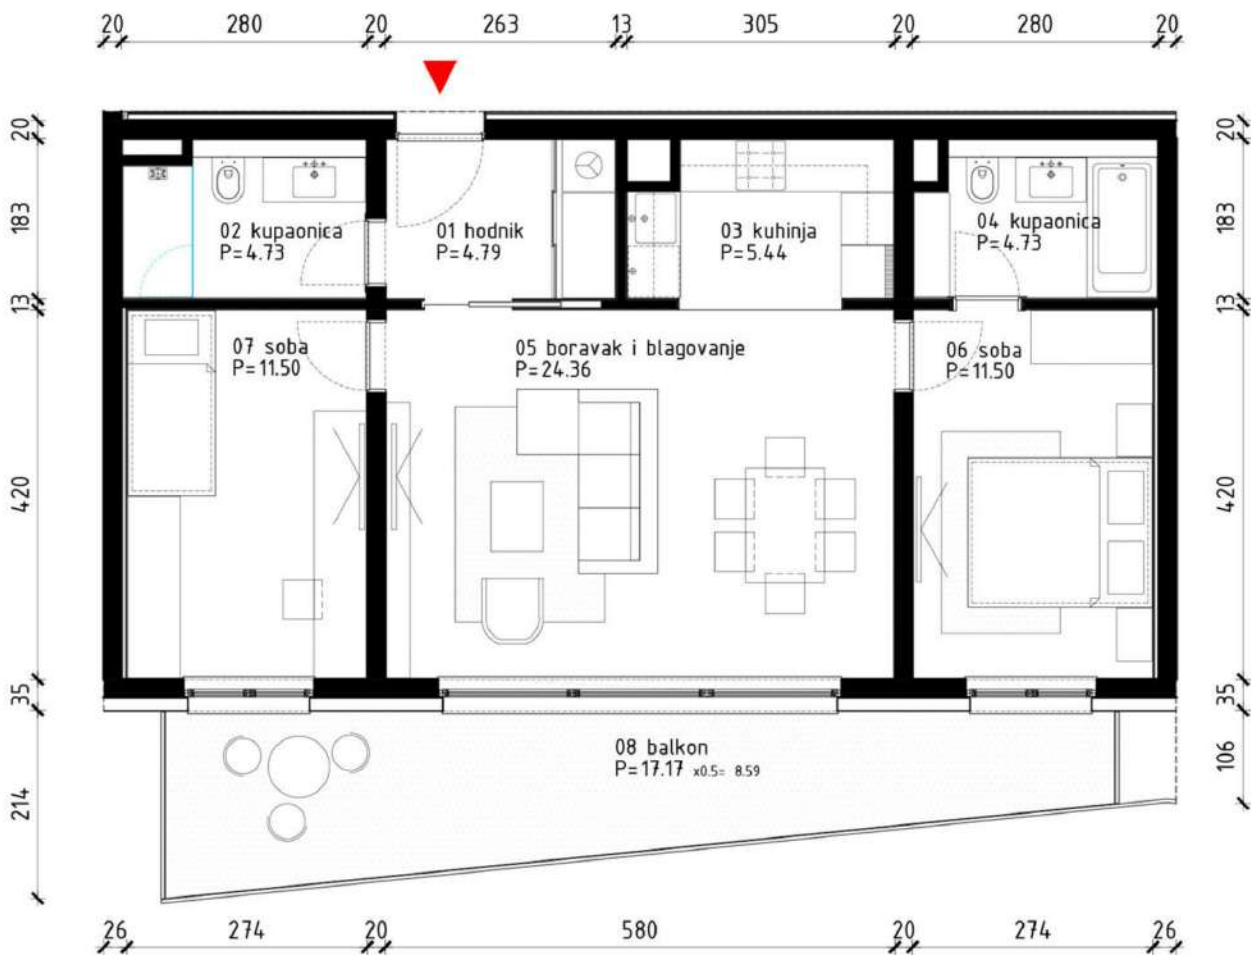 20 280 20 263 13 305 20 280 20
20
183
13
420
35
214
20
183
13
420
35
106
02 kupaonica
P=4.73
01 hodnik
P=4.79
03 kuhinja
P=5.44
04 kupaonica
P=4.73
07 soba
P=11.50
05 boravak i blagovanje
P=24.36
06 soba
P=11.50
08 balkon
P=17.17 x0.5= 8.59
26 274 20 580 20 274 26